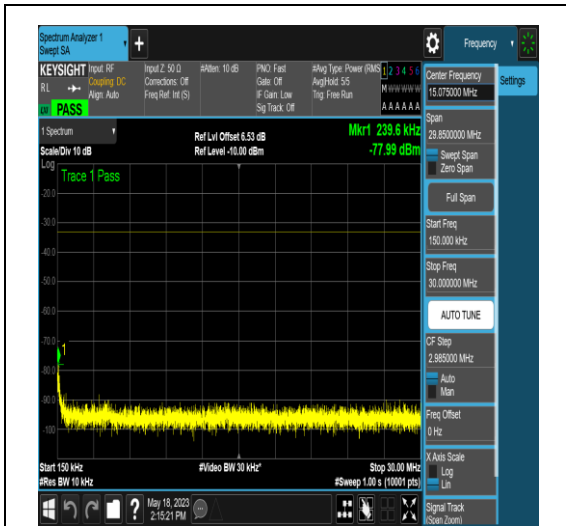 Spectrum Analyzer 1
Swept SA
+
Frequency
KEYSIGHT
RL
PASS
Input: RF
Coupling: DC
Align: Auto
Input Z: 50 Ω
Corrections: Off
Freq Ref: Int (S)
#Atten: 10 dB
PNO: Fast
Gate: Off
IF Gain: Low
Sig Track: Off
#Avg Type: Power (RMS
Avg|Hold: 5/5
Trig: Free Run
1 2 3 4 5 6
M W W W W W
A A A A A A
Center Frequency
15.075000 MHz
Settings
Span
29.8500000 MHz
Swept Span
Zero Span
Full Span
Start Freq
150.000 kHz
Stop Freq
30.000000 MHz
AUTO TUNE
CF Step
2.985000 MHz
Auto
Man
Freq Offset
0 Hz
X Axis Scale
Log
Lin
Signal Track
(Span Zoom)
1 Spectrum
Scale/Div 10 dB
Ref Lvl Offset 6.53 dB
Ref Level -10.00 dBm
Mkr1 239.6 kHz
-77.99 dBm
Log
Trace 1 Pass
-20.0
-30.0
-40.0
-50.0
-60.0
-70.0
1
-80.0
-90.0
-100
Start 150 kHz
#Res BW 10 kHz
#Video BW 30 kHz*
Stop 30.00 MHz
#Sweep 1.00 s (10001 pts)
?
May 18, 2023
2:15:21 PM